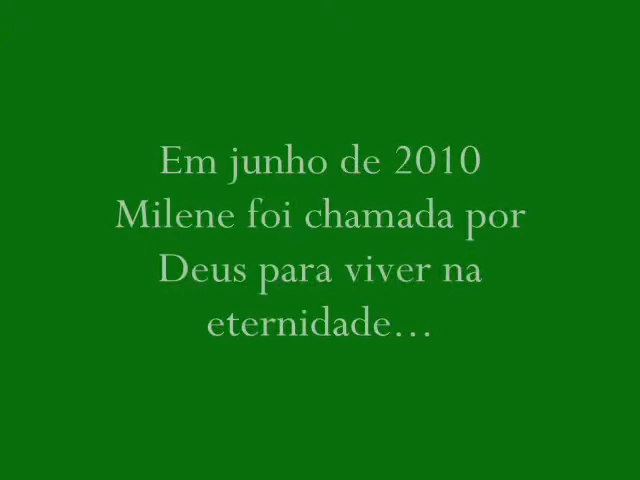 Em junho de 2010
Milene foi chamada por
Deus para viver na
eternidade...